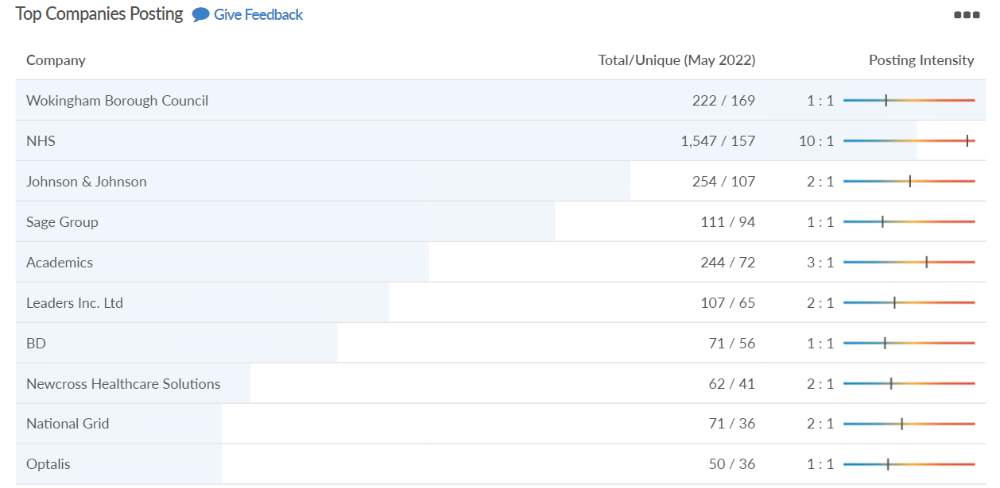 Top Companies Posting Give Feedback
Company Total/Unique (May 2022) Posting Intensity
Wokingham Borough Council 222 / 169 1 : 1
NHS 1,547 / 157 10 : 1
Johnson & Johnson 254 / 107 2 : 1
Sage Group 111 / 94 1 : 1
Academics 244 / 72 3 : 1
Leaders Inc. Ltd 107 / 65 2 : 1
BD 71 / 56 1 : 1
Newcross Healthcare Solutions 62 / 41 2 : 1
National Grid 71 / 36 2 : 1
Optalis 50 / 36 1 : 1